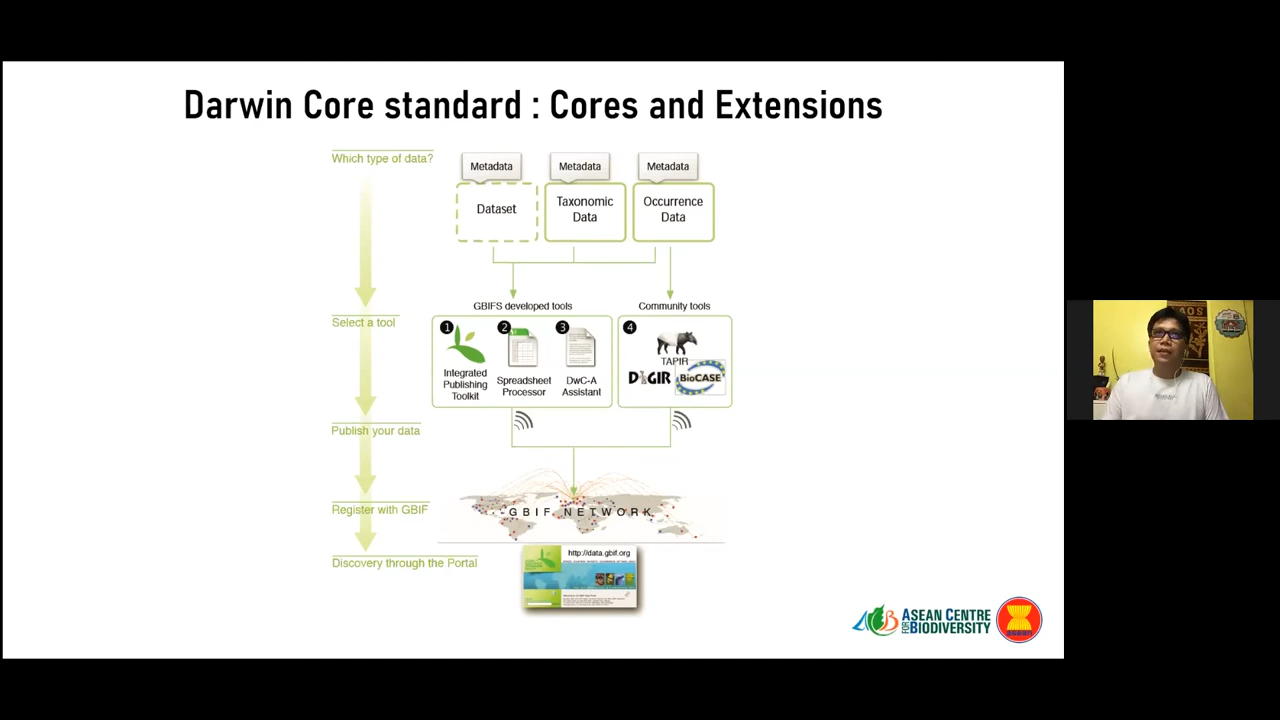 Darwin Core standard : Cores and Extensions
Which type of data?
Metadata
Metadata
Metadata
Dataset
Taxonomic
Data
Occurrence
Data
GBIFS developed tools
Community tools
Select a tool
1
2
3
4
Integrated
Publishing
Toolkit
Spreadsheet
Processor
DwC-A
Assistant
TAPIR
DiGIR
BioCASE
Publish your data
Register with GBIF
GBIF NETWORK
Discovery through the Portal
http://data.gbif.org
ACB
ASEAN CENTRE
FOR BIODIVERSITY
asean